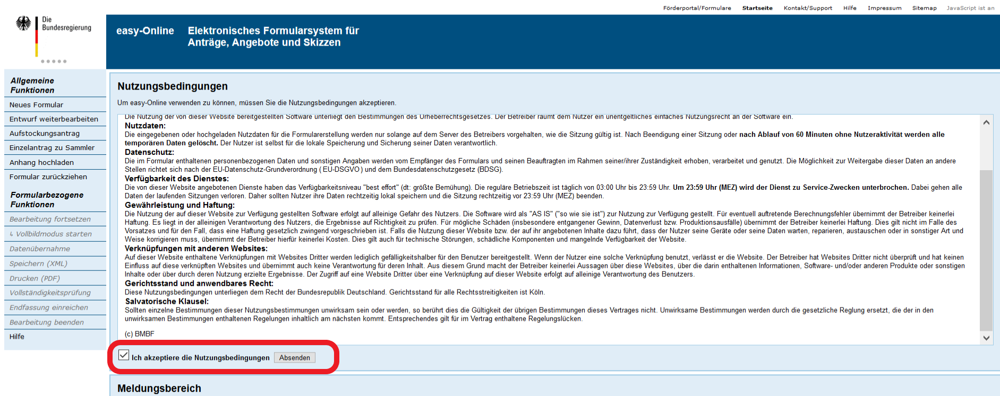 Förderportal/Formulare Startseite Kontakt/Support Hilfe Impressum Sitemap JavaScript ist an
Die
Bundesregierung
easy-Online Elektronisches Formularsystem für
Anträge, Angebote und Skizzen
Allgemeine
Funktionen
Neues Formular
Entwurf weiterbearbeiten
Aufstockungsantrag
Einzelantrag zu Sammler
Anhang hochladen
Formular zurückziehen
Formularbezogene
Funktionen
Bearbeitung fortsetzen
Vollbildmodus starten
Datenübernahme
Speichern (XML)
Drucken (PDF)
Vollständigkeitsprüfung
Endfassung einreichen
Bearbeitung beenden
Hilfe
Nutzungsbedingungen
Um easy-Online verwenden zu können, müssen Sie die Nutzungsbedingungen akzeptieren.
Die Nutzung der von dieser Website bereitgestellten Software unterliegt den Bestimmungen des Urheberrechtsgesetzes. Der Betreiber räumt dem Nutzer ein unentgeltliches einfaches Nutzungsrecht an der Software ein.
Nutzdaten:
Die eingegebenen oder hochgeladen Nutzdaten für die Formularerstellung werden nur solange auf dem Server des Betreibers vorgehalten, wie die Sitzung gültig ist. Nach Beendigung einer Sitzung oder nach Ablauf von 60 Minuten ohne Nutzeraktivität werden alle
temporären Daten gelöscht. Der Nutzer ist selbst für die lokale Speicherung und Sicherung seiner Daten verantwortlich.
Datenschutz:
Die im Formular enthaltenen personenbezogenen Daten und sonstigen Angaben werden vom Empfänger des Formulars und seinen Beauftragten im Rahmen seiner/ihrer Zuständigkeit erhoben, verarbeitet und genutzt. Die Möglichkeit zur Weitergabe dieser Daten an andere
Stellen richtet sich nach der EU-Datenschutz-Grundverordnung ( EU-DSGVO ) und dem Bundesdatenschutzgesetz (BDSG).
Verfügbarkeit des Dienstes:
Die von dieser Website angebotenen Dienste haben das Verfügbarkeitsniveau "best effort" (dt: größte Bemühung). Die reguläre Betriebszeit ist täglich von 03:00 Uhr bis 23:59 Uhr. Um 23:59 Uhr (MEZ) wird der Dienst zu Service-Zwecken unterbrochen. Dabei gehen alle
Daten der laufenden Sitzungen verloren. Daher sollten Nutzer ihre Daten rechtzeitig lokal speichern und die Sitzung rechtzeitig vor 23:59 Uhr (MEZ) beenden.
Gewährleistung und Haftung:
Die Nutzung der auf dieser Website zur Verfügung gestellten Software erfolgt auf alleinige Gefahr des Nutzers. Die Software wird als "AS IS" ("so wie sie ist") zur Nutzung zur Verfügung gestellt. Für eventuell auftretende Berechnungsfehler übernimmt der Betreiber keinerlei
Haftung. Es liegt in der alleinigen Verantwortung des Nutzers, die Ergebnisse auf Richtigkeit zu prüfen. Für mögliche Schäden (insbesondere entgangener Gewinn, Datenverlust bzw. Produktionsausfälle) übernimmt der Betreiber keinerlei Haftung. Dies gilt nicht im Falle des
Vorsatzes und für den Fall, dass eine Haftung gesetzlich zwingend vorgeschrieben ist. Falls die Nutzung dieser Website bzw. der auf ihr angebotenen Inhalte dazu führt, dass der Nutzer seine Geräte oder seine Daten warten, reparieren, austauschen oder in sonstiger Art und
Weise korrigieren muss, übernimmt der Betreiber hierfür keinerlei Kosten. Dies gilt auch für technische Störungen, schädliche Komponenten und mangelnde Verfügbarkeit der Website.
Verknüpfungen mit anderen Websites:
Auf dieser Website enthaltene Verknüpfungen mit Websites Dritter werden lediglich gefälligkeitshalber für den Benutzer bereitgestellt. Wenn der Nutzer eine solche Verknüpfung benutzt, verlässt er die Website. Der Betreiber hat Websites Dritter nicht überprüft und hat keinen
Einfluss auf diese verknüpften Websites und übernimmt auch keine Verantwortung für deren Inhalt. Aus diesem Grund macht der Betreiber keinerlei Aussagen über diese Websites, über die darin enthaltenen Informationen, Software- und/oder anderen Produkte oder sonstigen
Inhalte oder über durch deren Nutzung erzielte Ergebnisse. Der Zugriff auf eine Website Dritter über eine Verknüpfung auf dieser Website erfolgt auf alleinige Verantwortung des Benutzers.
Gerichtsstand und anwendbares Recht:
Diese Nutzungsbedingungen unterliegen dem Recht der Bundesrepublik Deutschland. Gerichtsstand für alle Rechtsstreitigkeiten ist Köln.
Salvatorische Klausel:
Sollten einzelne Bestimmungen dieser Nutzungsbestimmungen unwirksam sein oder werden, so berührt dies die Gültigkeit der übrigen Bestimmungen dieses Vertrages nicht. Unwirksame Bestimmungen werden durch die gesetzliche Reglung ersetzt, die der in den
unwirksamen Bestimmungen enthaltenen Regelungen inhaltlich am nächsten kommt. Entsprechendes gilt für im Vertrag enthaltene Regelungslücken.
(c) BMBF
Ich akzeptiere die Nutzungsbedingungen Absenden
Meldungsbereich